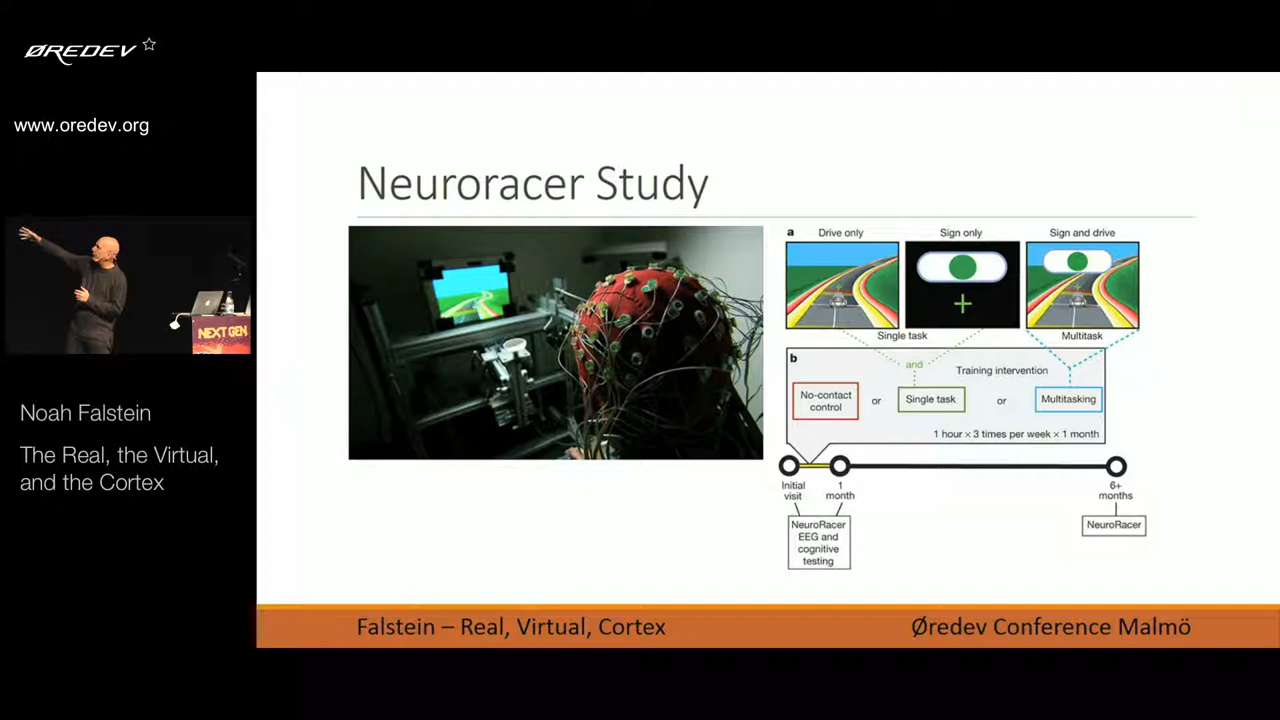 ØREDEV
www.oredev.org
NEXT GEN
Noah Falstein
The Real, the Virtual,
and the Cortex
Neuroracer Study
a
Drive only
Sign only
Sign and drive
Single task
Multitask
b
and
Training intervention
No-contact
control
or
Single task
or
Multitasking
1 hour × 3 times per week × 1 month
Initial
visit
1
month
6+
months
NeuroRacer
EEG and
cognitive
testing
NeuroRacer
Falstein – Real, Virtual, Cortex
Øredev Conference Malmö